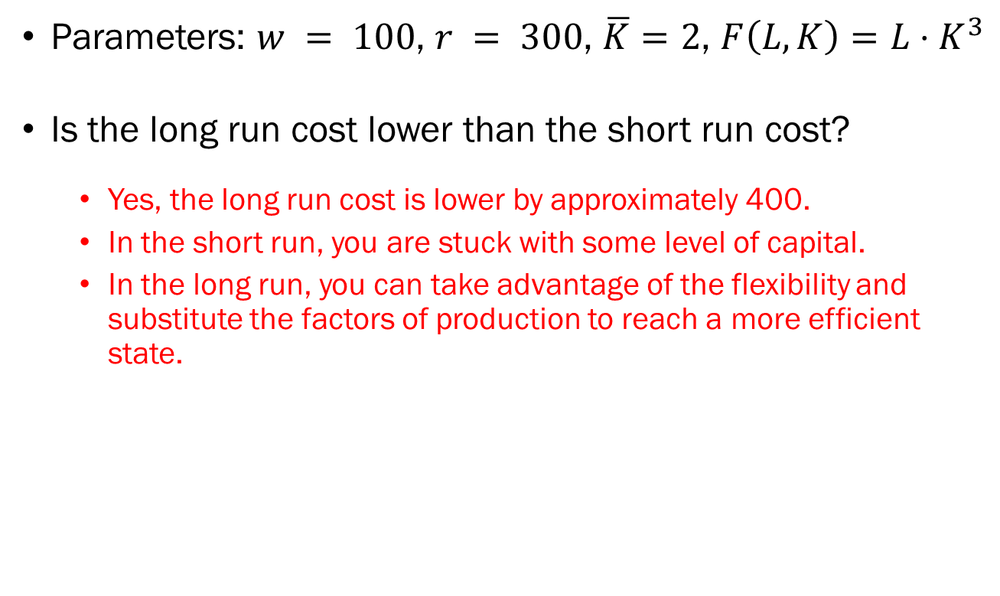 • Parameters: w = 100, r = 300, K̅ = 2, F(L, K) = L · K³
• Is the long run cost lower than the short run cost?
• Yes, the long run cost is lower by approximately 400.
• In the short run, you are stuck with some level of capital.
• In the long run, you can take advantage of the flexibility and
substitute the factors of production to reach a more efficient
state.